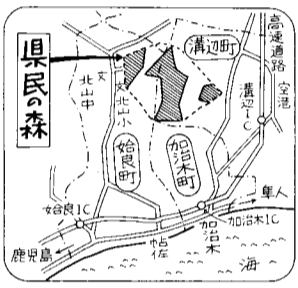 県民の森
北山中
文
文
北山小
溝辺町
高速道路
空港
溝辺IC
姶良町
加治木町
姶良IC
鹿児島
帖佐
加治木
加治木IC
隼人
海